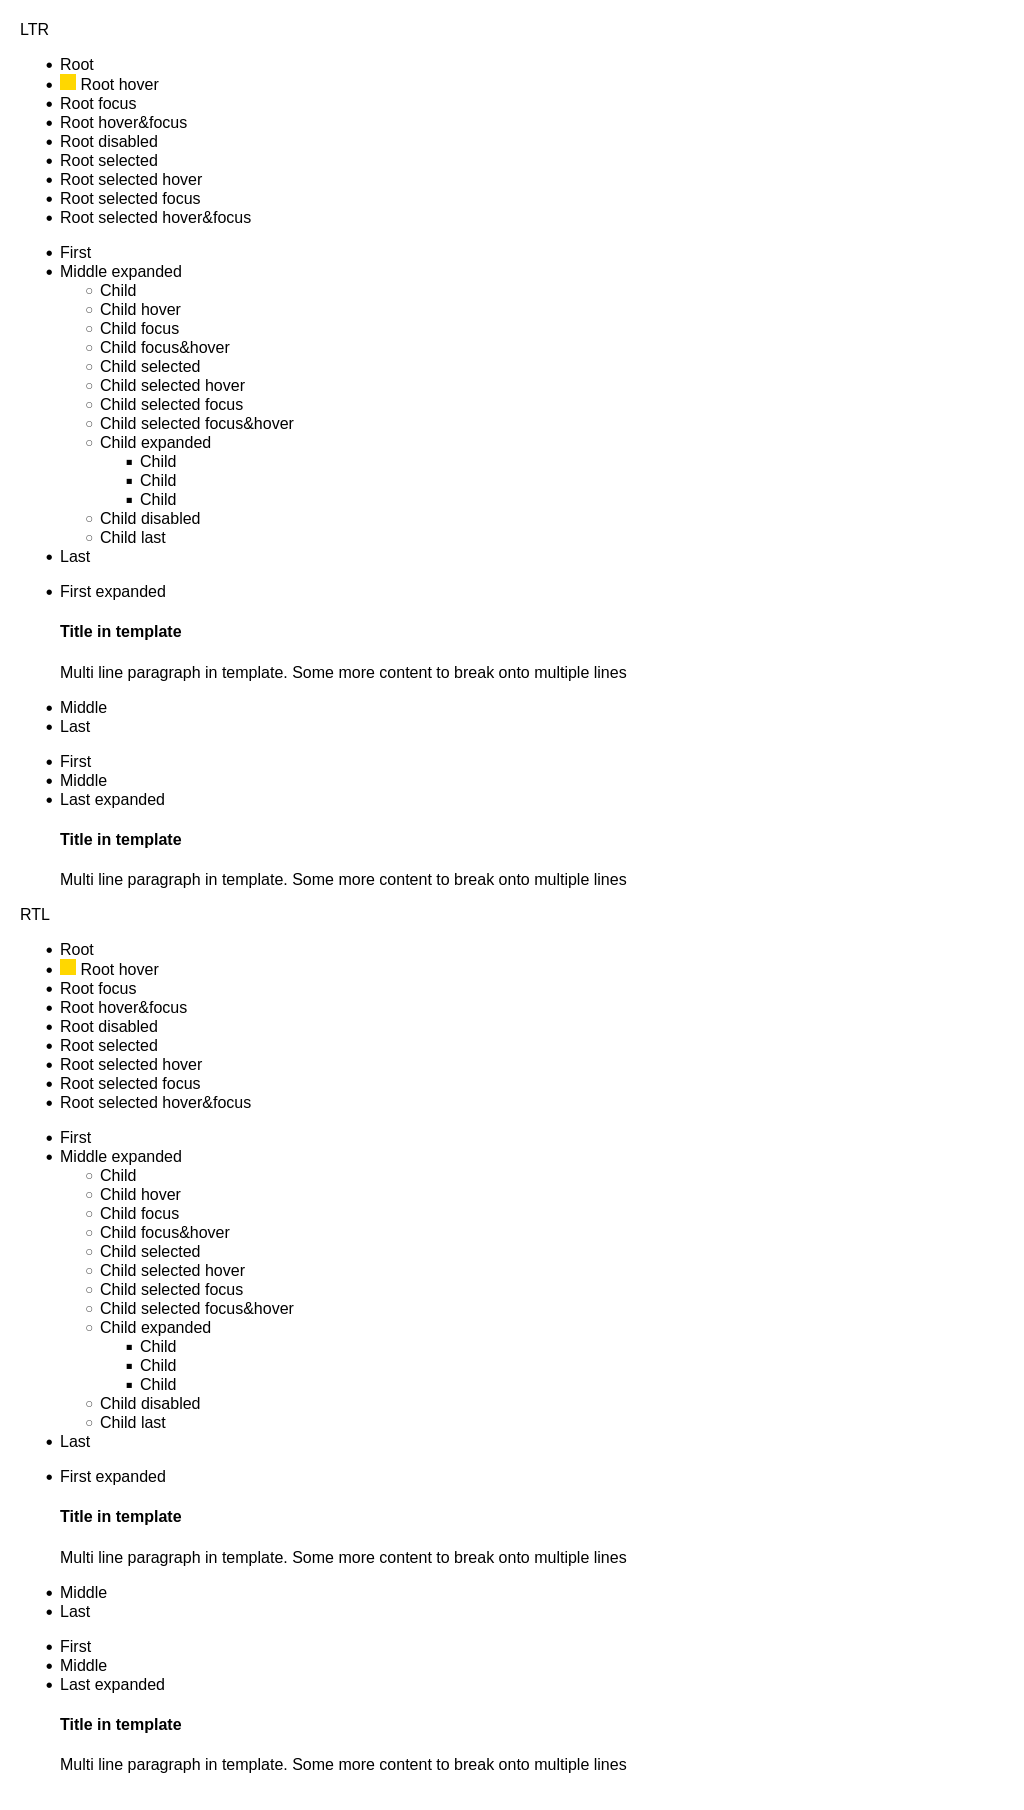 LTR
Root
Root hover
Root focus
Root hover&focus
Root disabled
Root selected
Root selected hover
Root selected focus
Root selected hover&focus
First
Middle expanded
Child
Child hover
Child focus
Child focus&hover
Child selected
Child selected hover
Child selected focus
Child selected focus&hover
Child expanded
Child
Child
Child
Child disabled
Child last
Last
First expanded
Title in template
Multi line paragraph in template. Some more content to break onto multiple lines
Middle
Last
First
Middle
Last expanded
Title in template
Multi line paragraph in template. Some more content to break onto multiple lines
RTL
Root
Root hover
Root focus
Root hover&focus
Root disabled
Root selected
Root selected hover
Root selected focus
Root selected hover&focus
First
Middle expanded
Child
Child hover
Child focus
Child focus&hover
Child selected
Child selected hover
Child selected focus
Child selected focus&hover
Child expanded
Child
Child
Child
Child disabled
Child last
Last
First expanded
Title in template
Multi line paragraph in template. Some more content to break onto multiple lines
Middle
Last
First
Middle
Last expanded
Title in template
Multi line paragraph in template. Some more content to break onto multiple lines